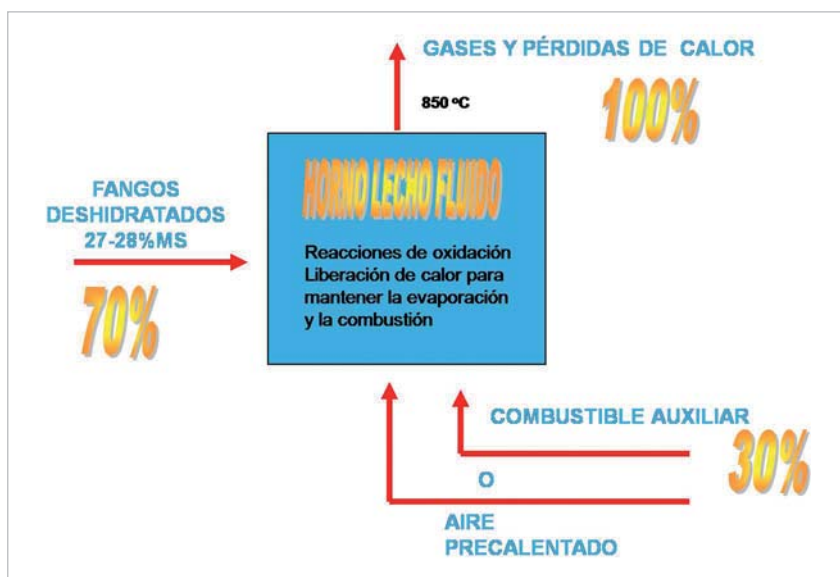 GASES Y PÉRDIDAS DE CALOR
100%
850 ºC
HORNO LECHO FLUIDO
Reacciones de oxidación
Liberación de calor para
mantener la evaporación
y la combustión
FANGOS
DESHIDRATADOS
27-28%MS
70%
COMBUSTIBLE AUXILIAR
30%
O
AIRE
PRECALENTADO